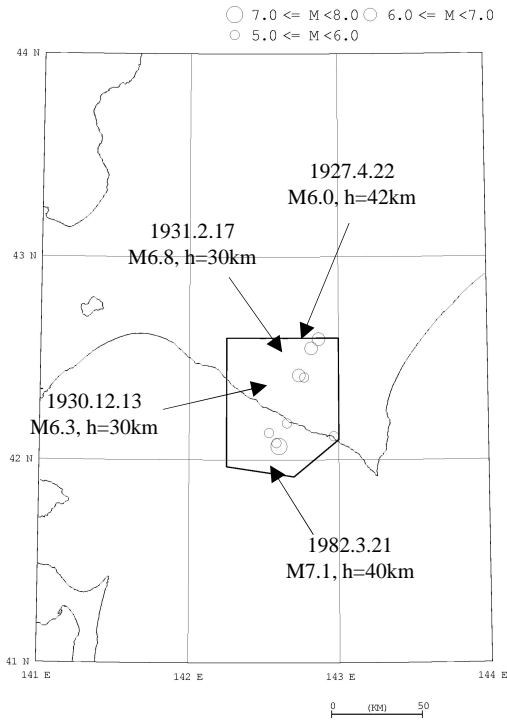 7.0 <= M <8.0 6.0 <= M <7.0
5.0 <= M <6.0
44 N
1927.4.22
M6.0, h=42km
1931.2.17
M6.8, h=30km
43 N
1930.12.13
M6.3, h=30km
42 N
1982.3.21
M7.1, h=40km
41 N
141 E
142 E
143 E
144 E
0 (KM) 50